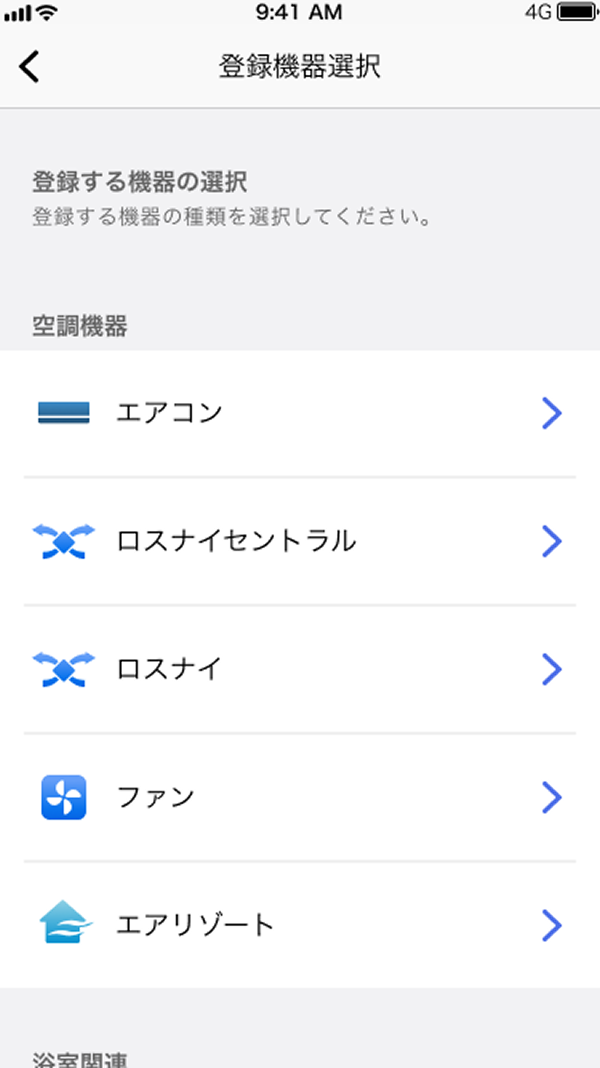 9:41 AM 4G
登録機器選択
登録する機器の選択
登録する機器の種類を選択してください。
空調機器
エアコン
ロスナイセントラル
ロスナイ
ファン
エアリゾート
浴室関連